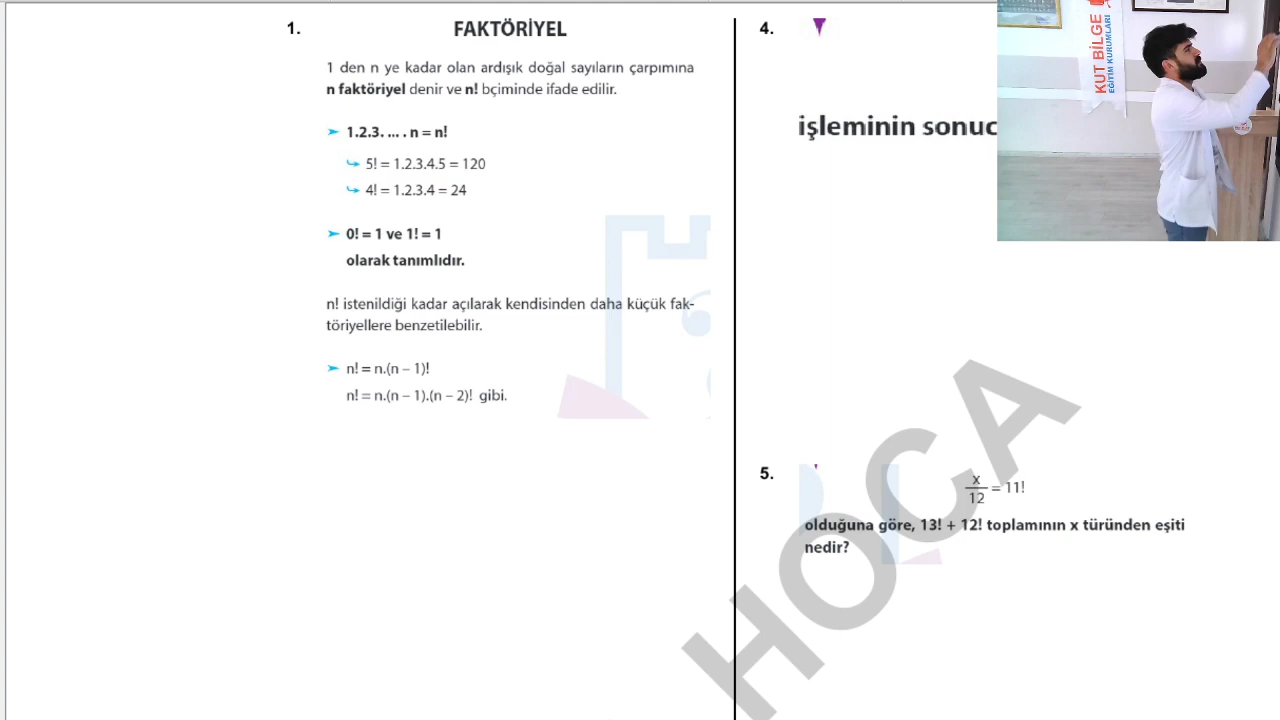 1.
FAKTÖRİYEL
1 den n ye kadar olan ardışık doğal sayıların çarpımına
n faktöriyel denir ve n! bçiminde ifade edilir.
➤ 1.2.3. ... . n = n!
↪ 5! = 1.2.3.4.5 = 120
↪ 4! = 1.2.3.4 = 24
➤ 0! = 1 ve 1! = 1
olarak tanımlıdır.
n! istenildiği kadar açılarak kendisinden daha küçük fak-
töriyellere benzetilebilir.
➤ n! = n.(n – 1)!
n! = n.(n – 1).(n – 2)! gibi.
4.
işleminin sonuc
KUT BİLGE
EĞİTİM KURUMLARI
5.
x/12 = 11!
olduğuna göre, 13! + 12! toplamının x türünden eşiti
nedir?
HOCA